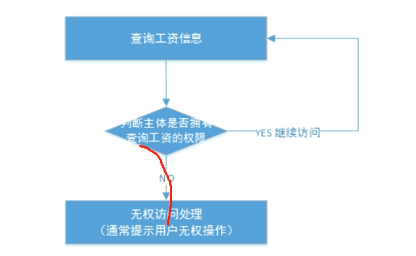 查询工资信息
判断主体是否拥有
查询工资的权限
YES 继续访问
NO
无权访问处理
（通常提示用户无权操作）